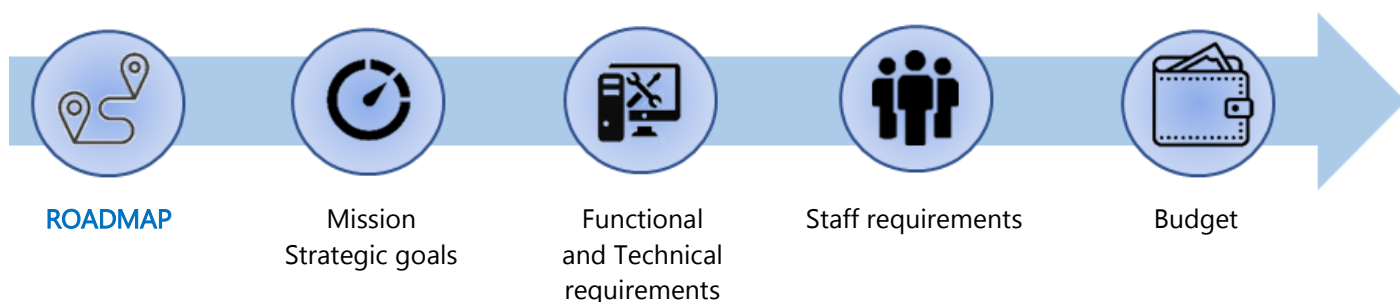 ROADMAP
Mission
Strategic goals
Functional
and Technical
requirements
Staff requirements
Budget